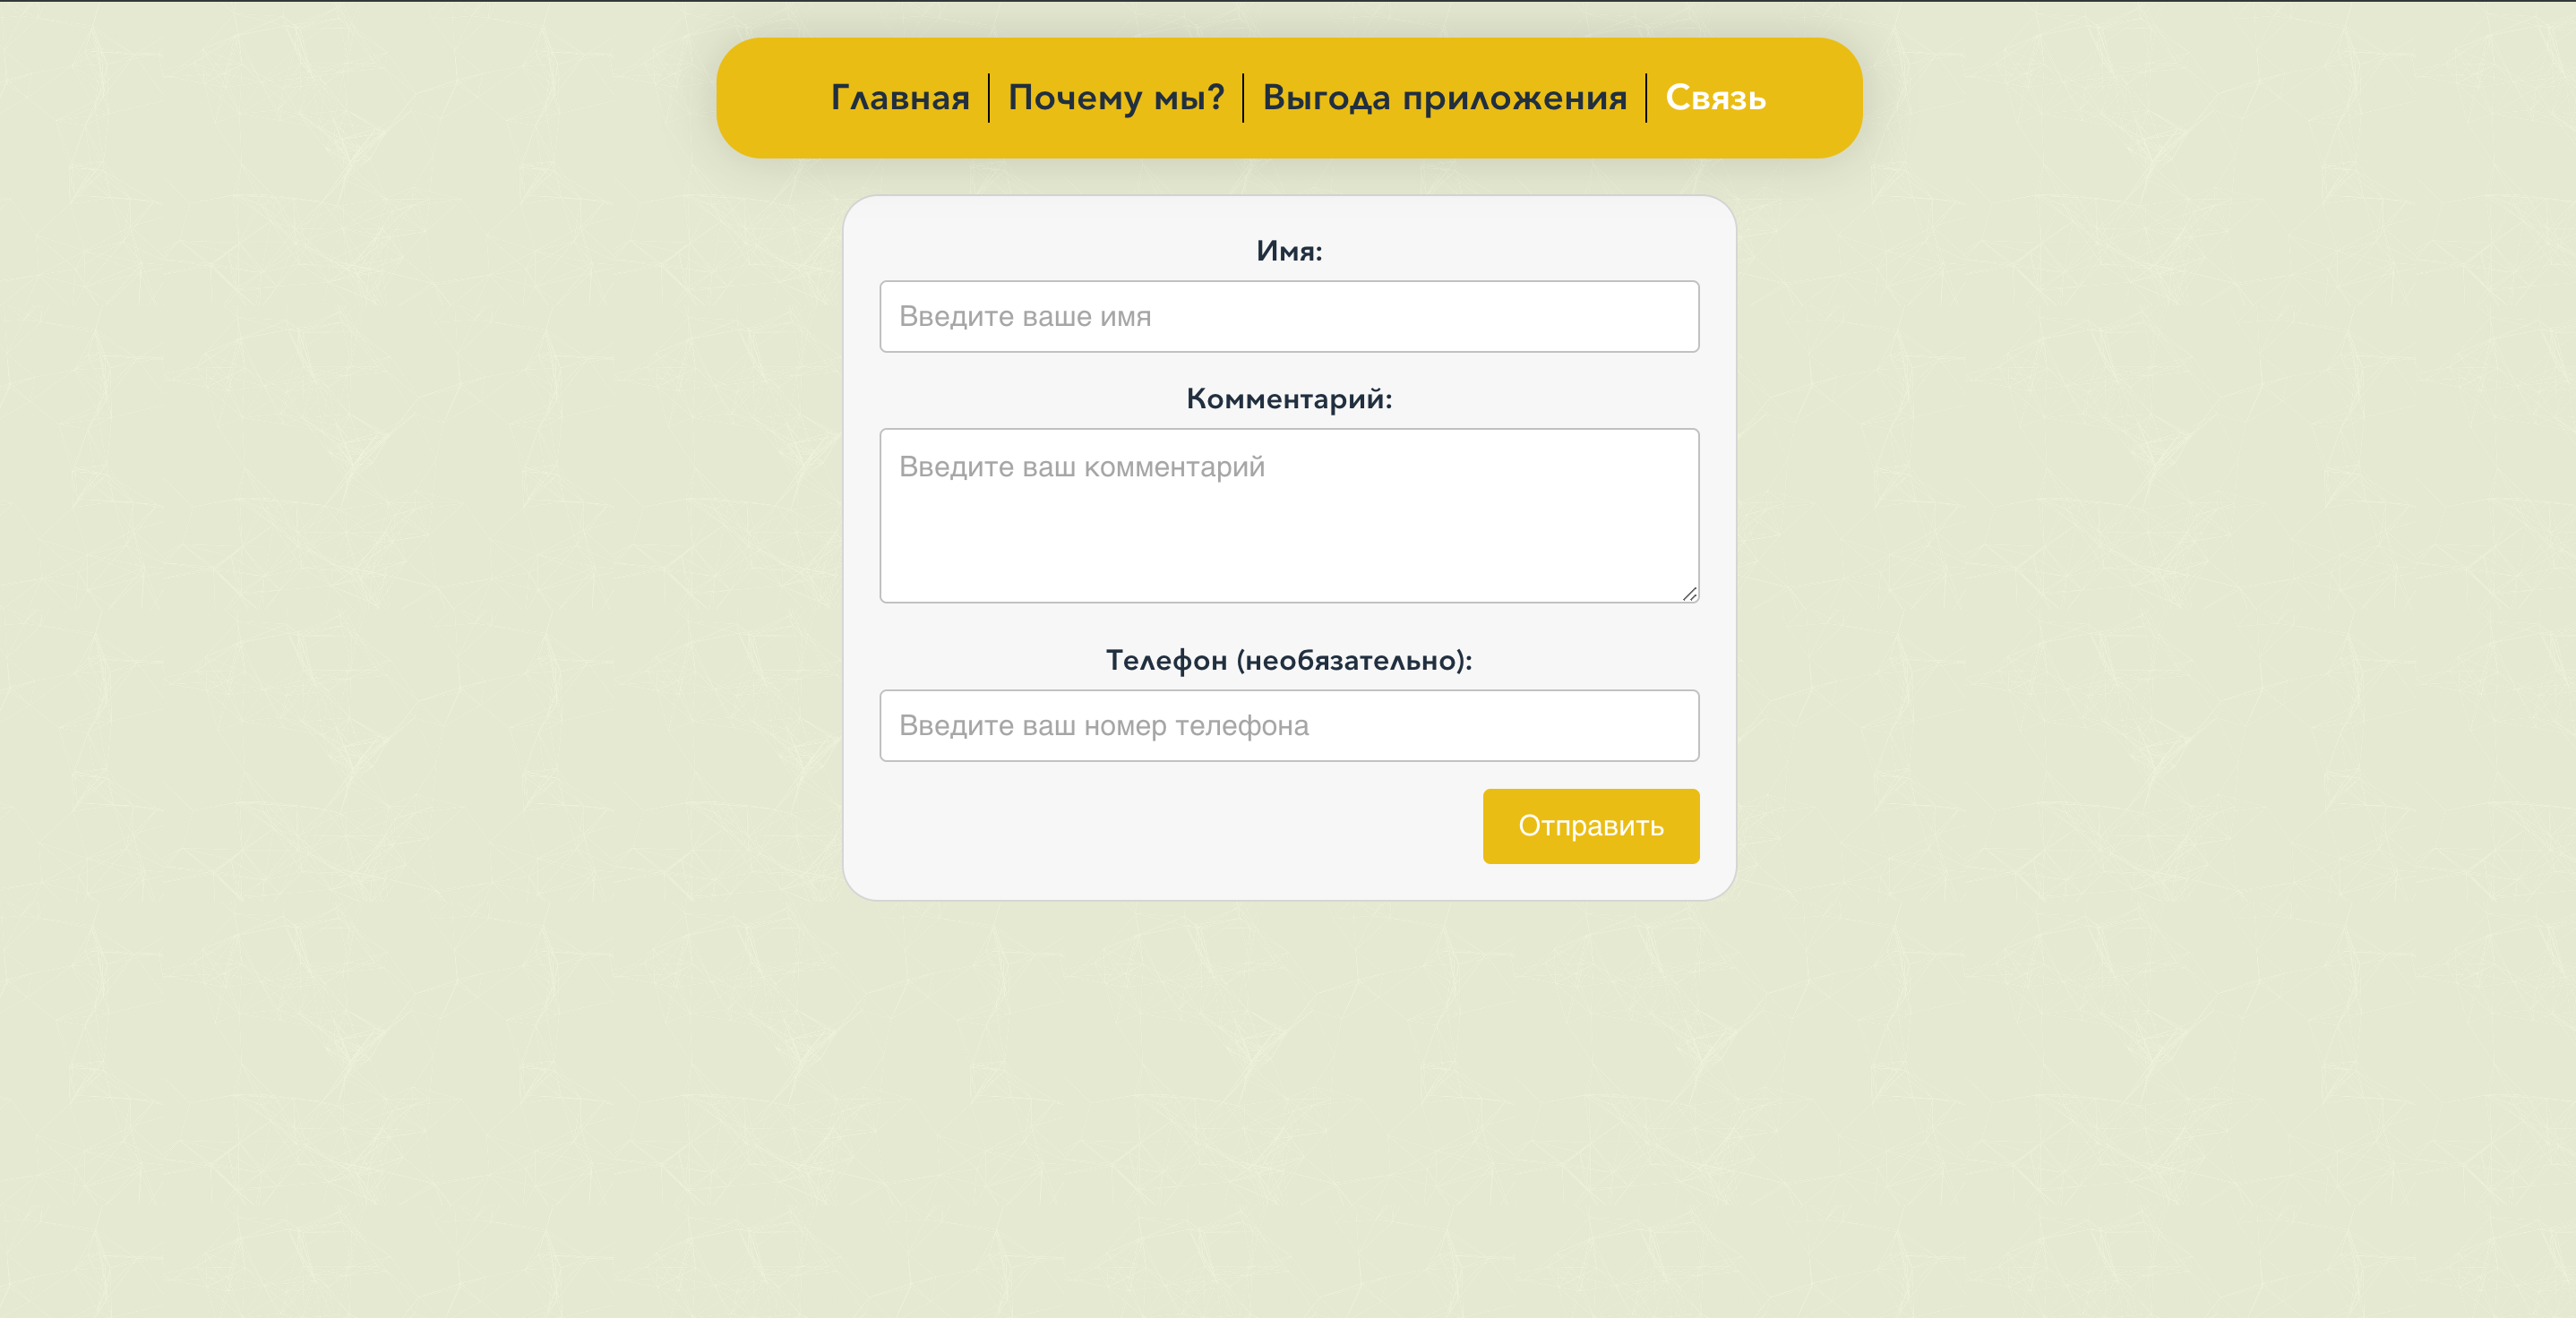 Главная Почему мы? Выгода приложения Связь
Имя:
Введите ваше имя
Комментарий:
Введите ваш комментарий
Телефон (необязательно):
Введите ваш номер телефона
Отправить